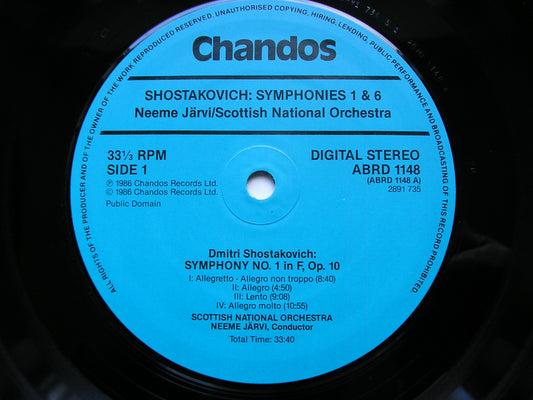 ALL RIGHTS OF THE PRODUCER AND OF THE OWNER OF THE WORK REPRODUCED RESERVED. UNAUTHORISED COPYING, HIRING, LENDING, PUBLIC PERFORMANCE AND BROADCASTING OF THIS RECORD PROHIBITED.
Chandos
SHOSTAKOVICH: SYMPHONIES 1 & 6
Neeme Järvi/Scottish National Orchestra
33⅓ RPM
SIDE 1
℗ 1986 Chandos Records Ltd.
© 1986 Chandos Records Ltd.
Public Domain
DIGITAL STEREO
ABRD 1148
(ABRD 1148 A)
2891 735
Dmitri Shostakovich:
SYMPHONY NO. 1 in F, Op. 10
I: Allegretto - Allegro non troppo (8:40)
II: Allegro (4:50)
III: Lento (9:08)
IV: Allegro molto (10:55)
SCOTTISH NATIONAL ORCHESTRA
NEEME JÄRVI, Conductor
Total Time: 33:40